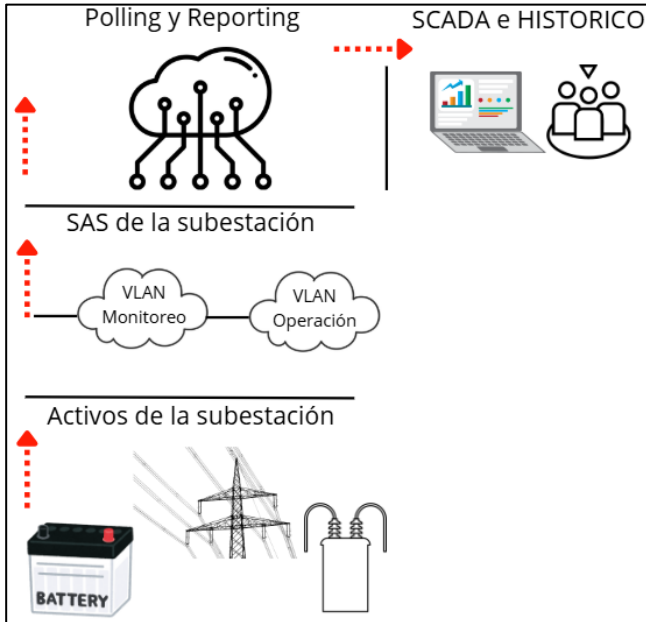 Polling y Reporting
SCADA e HISTORICO
SAS de la subestación
VLAN
Monitoreo
VLAN
Operación
Activos de la subestación
BATTERY